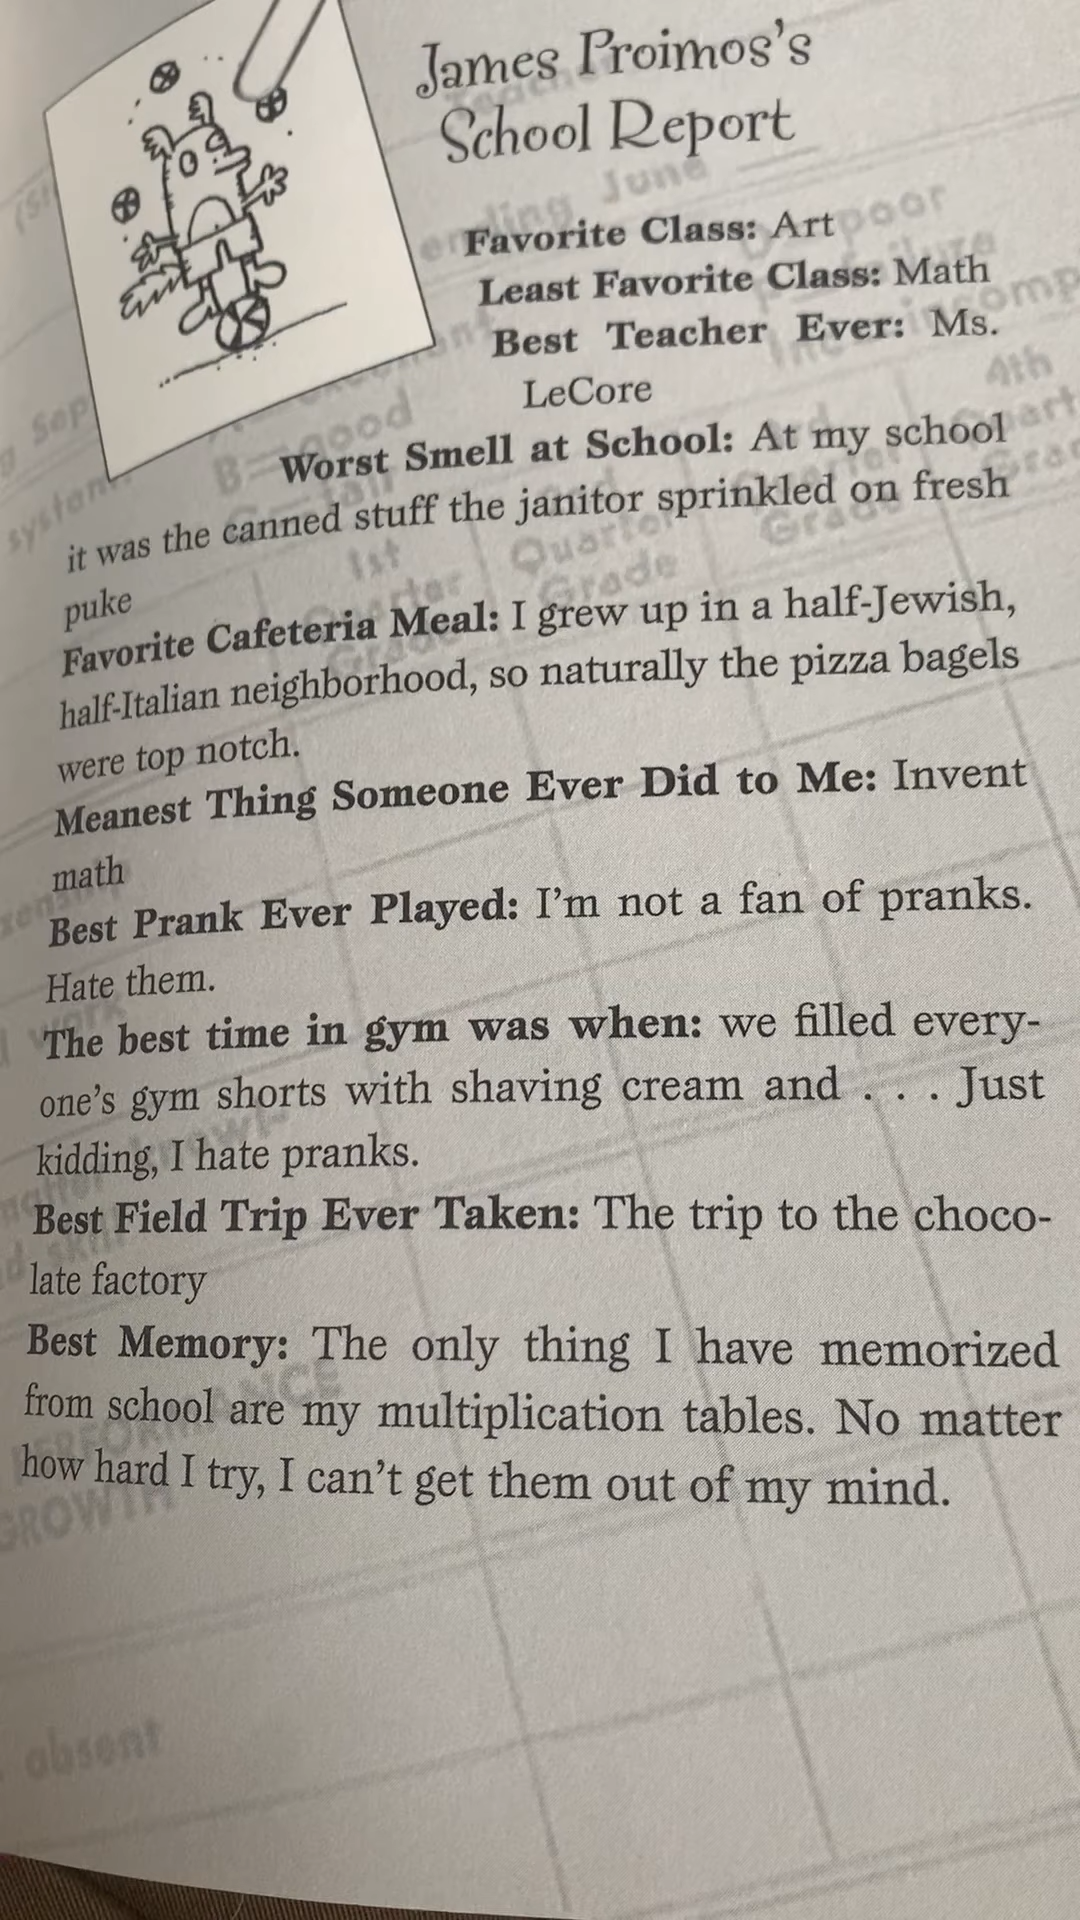 James Proimos's
School Report
Favorite Class: Art
Least Favorite Class: Math
Best Teacher Ever: Ms.
LeCore
Worst Smell at School: At my school
it was the canned stuff the janitor sprinkled on fresh
puke
Favorite Cafeteria Meal: I grew up in a half-Jewish,
half-Italian neighborhood, so naturally the pizza bagels
were top notch.
Meanest Thing Someone Ever Did to Me: Invent
math
Best Prank Ever Played: I'm not a fan of pranks.
Hate them.
The best time in gym was when: we filled every-
one's gym shorts with shaving cream and . . . Just
kidding, I hate pranks.
Best Field Trip Ever Taken: The trip to the choco-
late factory
Best Memory: The only thing I have memorized
from school are my multiplication tables. No matter
how hard I try, I can't get them out of my mind.
GROWTH
absent